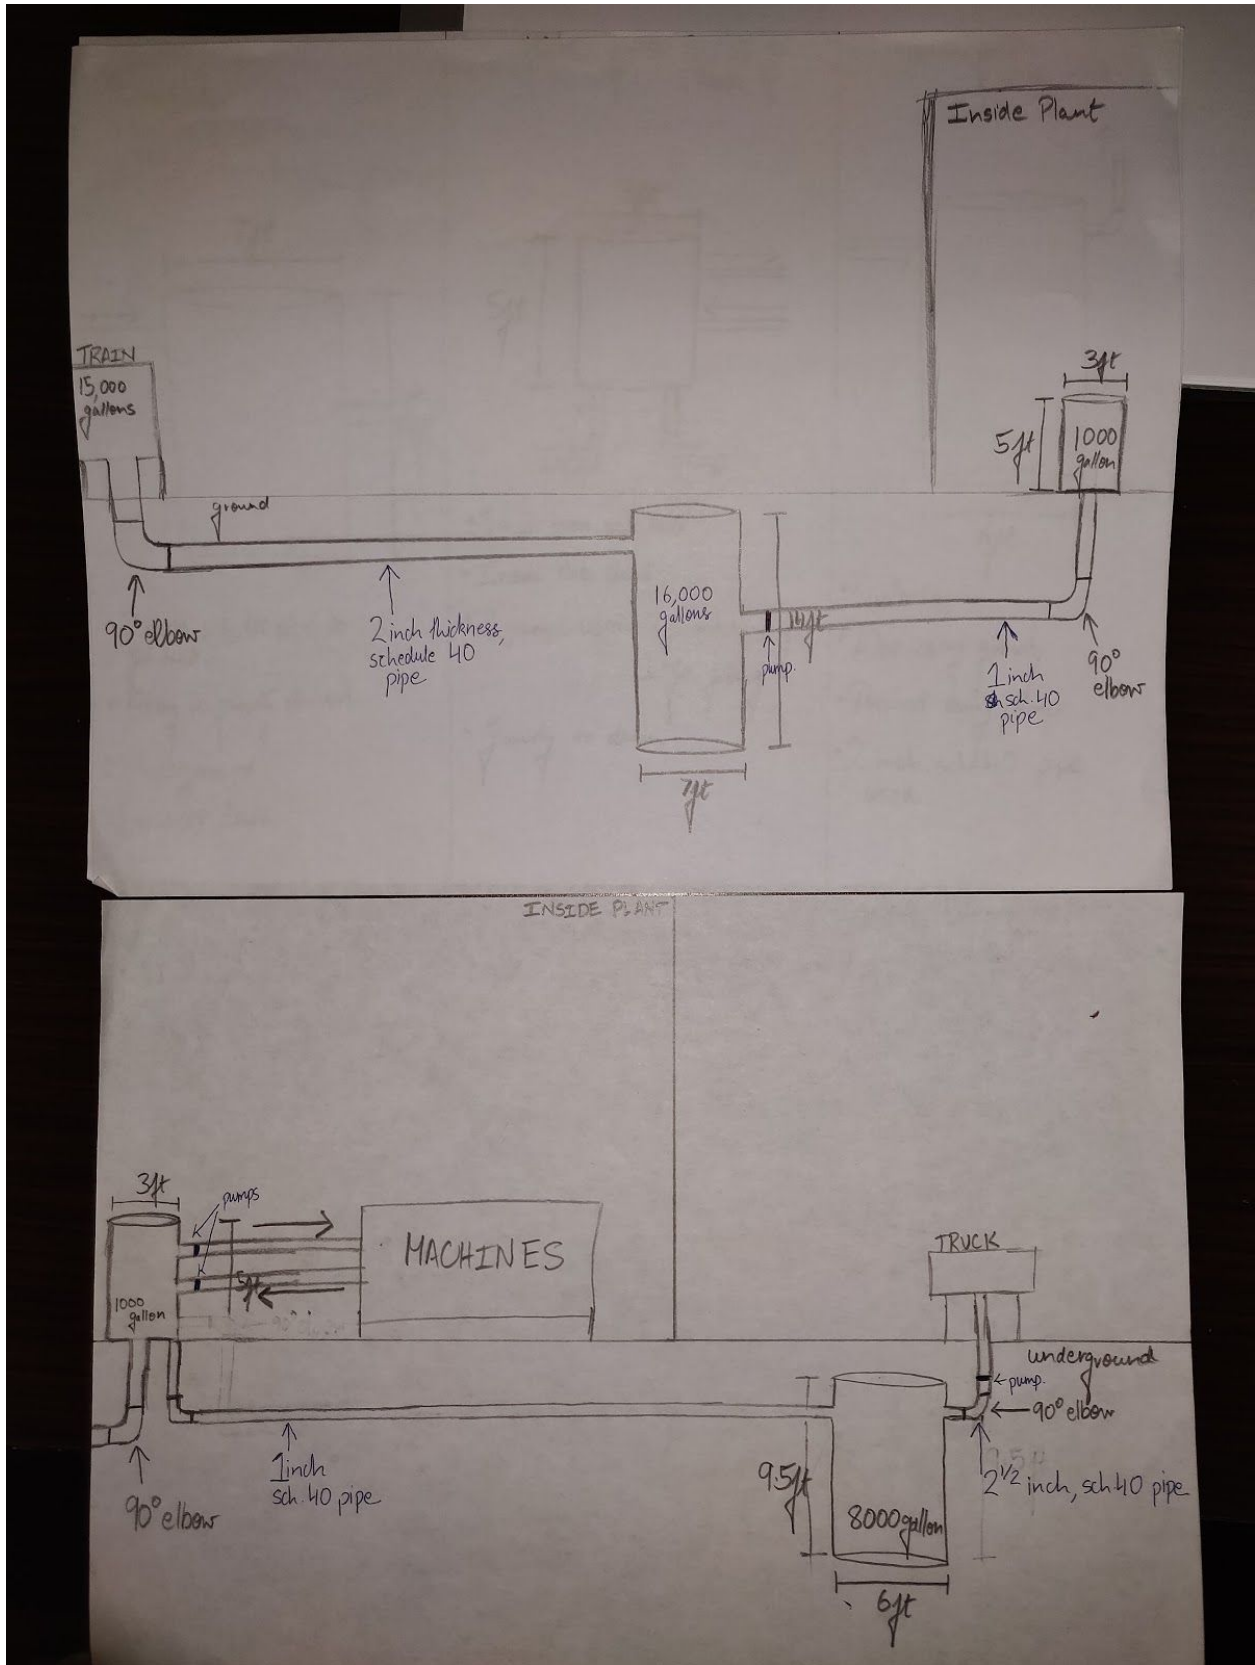 Inside Plant
TRAIN
15,000
gallons
3ft
5ft
1000
gallon
ground
90° elbow
2 inch thickness,
schedule 40
pipe
16,000
gallons
14ft
pump.
1 inch
sch. 40
pipe
90°
elbow
7ft
INSIDE PLANT
3ft
pumps
MACHINES
5ft
1000
gallon
TRUCK
underground
pump.
90° elbow
1 inch
sch. 40 pipe
90° elbow
9.5ft
8000 gallon
2 1/2 inch, sch 40 pipe
6ft